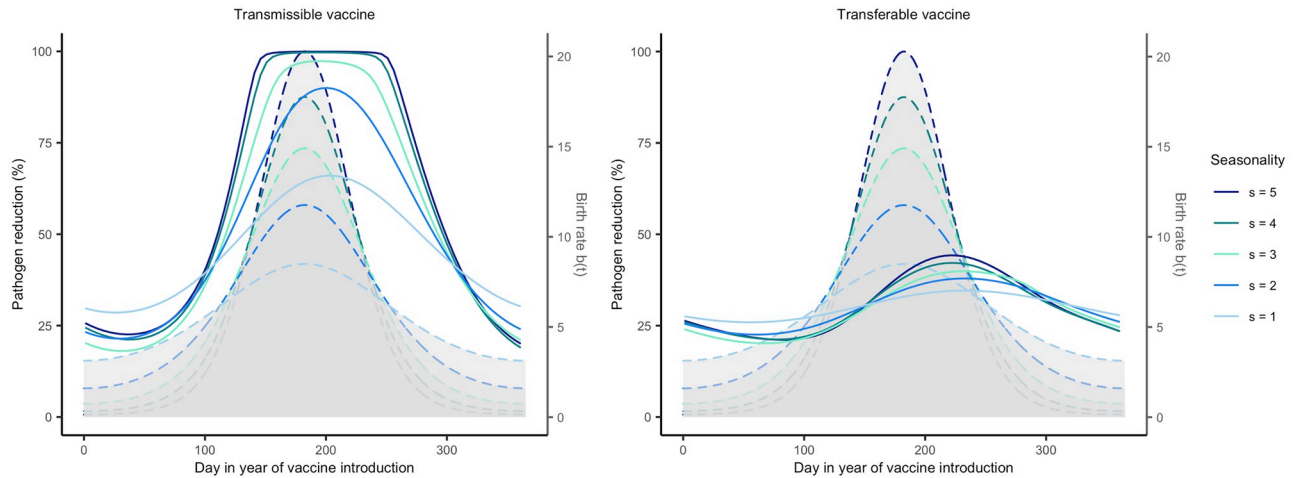 Transmissible vaccine
Pathogen reduction (%)
100
75
50
25
0
0
100
200
300
Day in year of vaccine introduction
20
15
10
5
0
Birth rate b(t)
Transferable vaccine
Pathogen reduction (%)
100
75
50
25
0
0
100
200
300
Day in year of vaccine introduction
20
15
10
5
0
Birth rate b(t)
Seasonality
s = 5
s = 4
s = 3
s = 2
s = 1